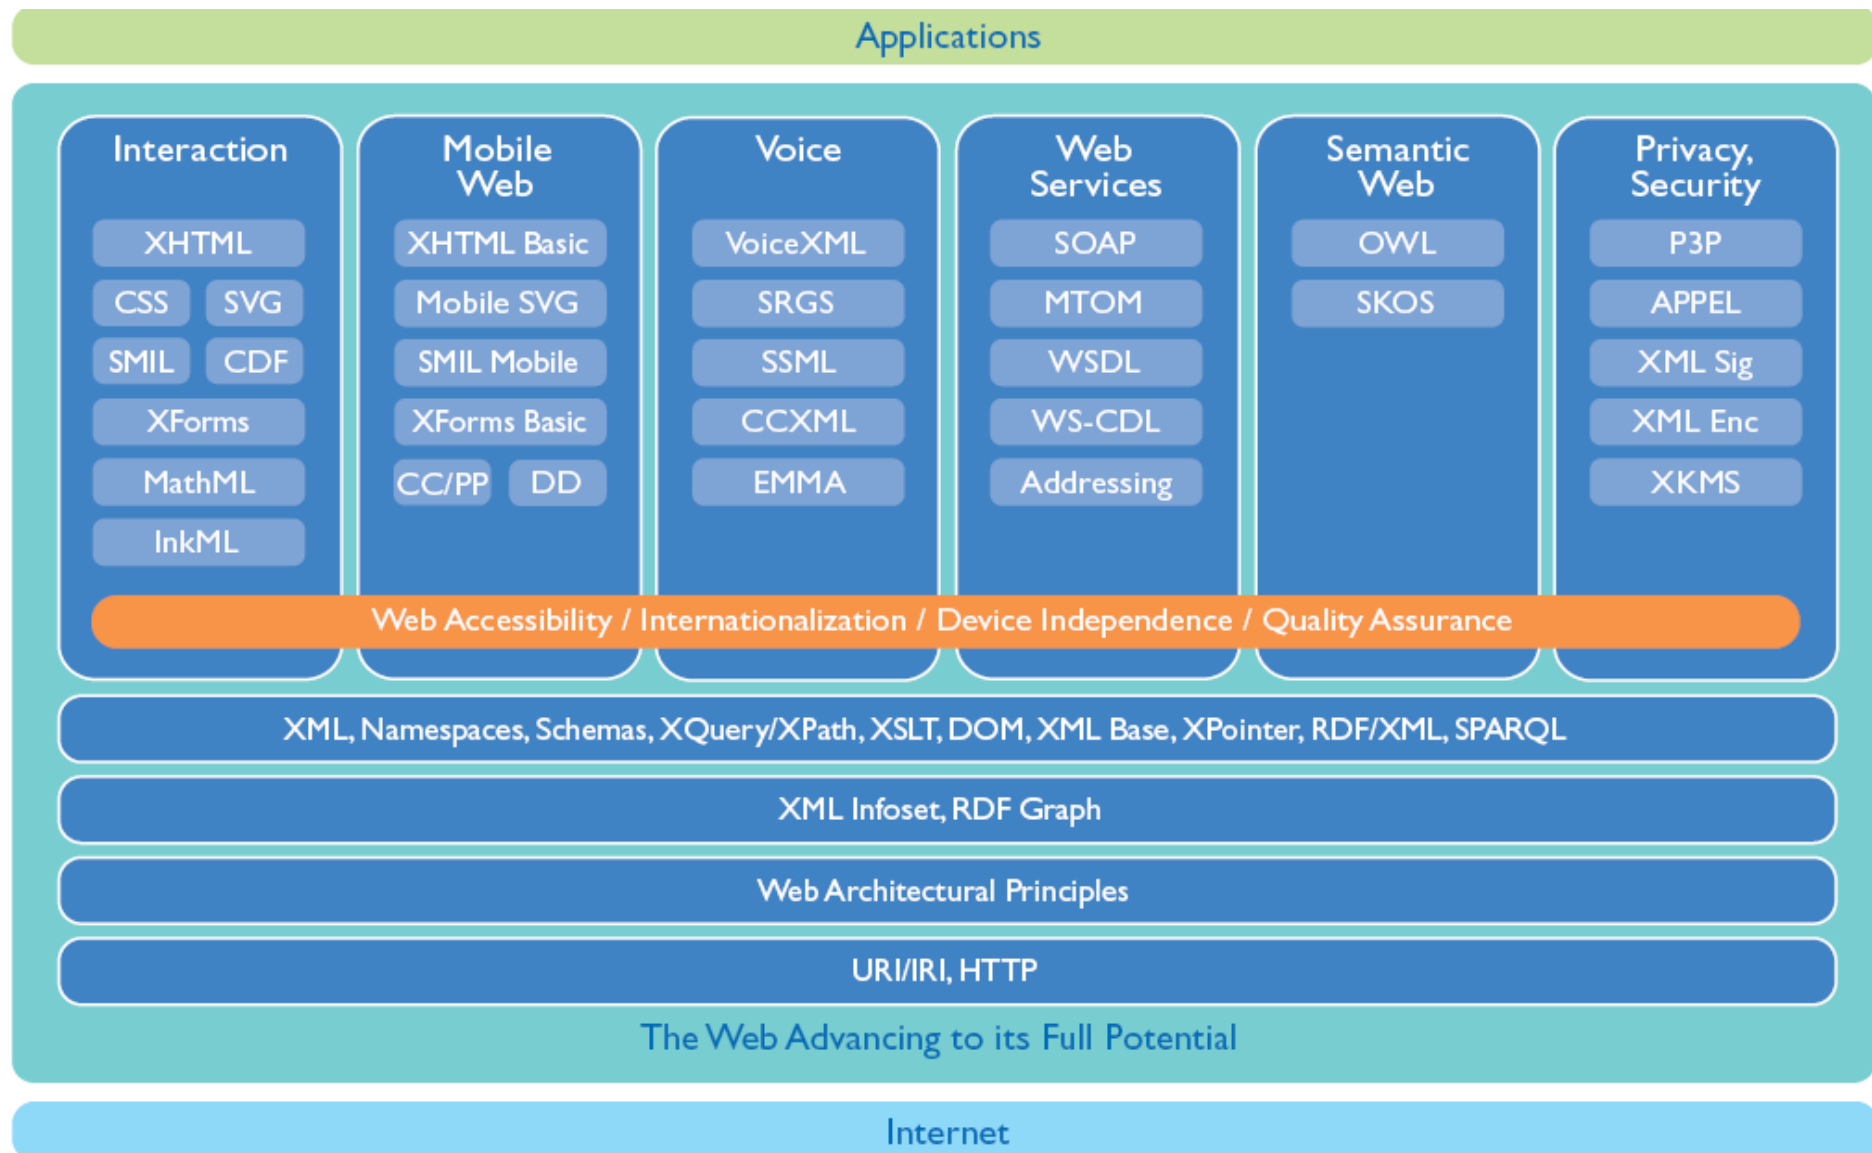 Applications
Interaction
XHTML
CSS
SVG
SMIL
CDF
XForms
MathML
InkML
Mobile
Web
XHTML Basic
Mobile SVG
SMIL Mobile
XForms Basic
CC/PP
DD
Voice
VoiceXML
SRGS
SSML
CCXML
EMMA
Web
Services
SOAP
MTOM
WSDL
WS-CDL
Addressing
Semantic
Web
OWL
SKOS
Privacy,
Security
P3P
APPEL
XML Sig
XML Enc
XKMS
Web Accessibility / Internationalization / Device Independence / Quality Assurance
XML, Namespaces, Schemas, XQuery/XPath, XSLT, DOM, XML Base, XPointer, RDF/XML, SPARQL
XML Infoset, RDF Graph
Web Architectural Principles
URI/IRI, HTTP
The Web Advancing to its Full Potential
Internet